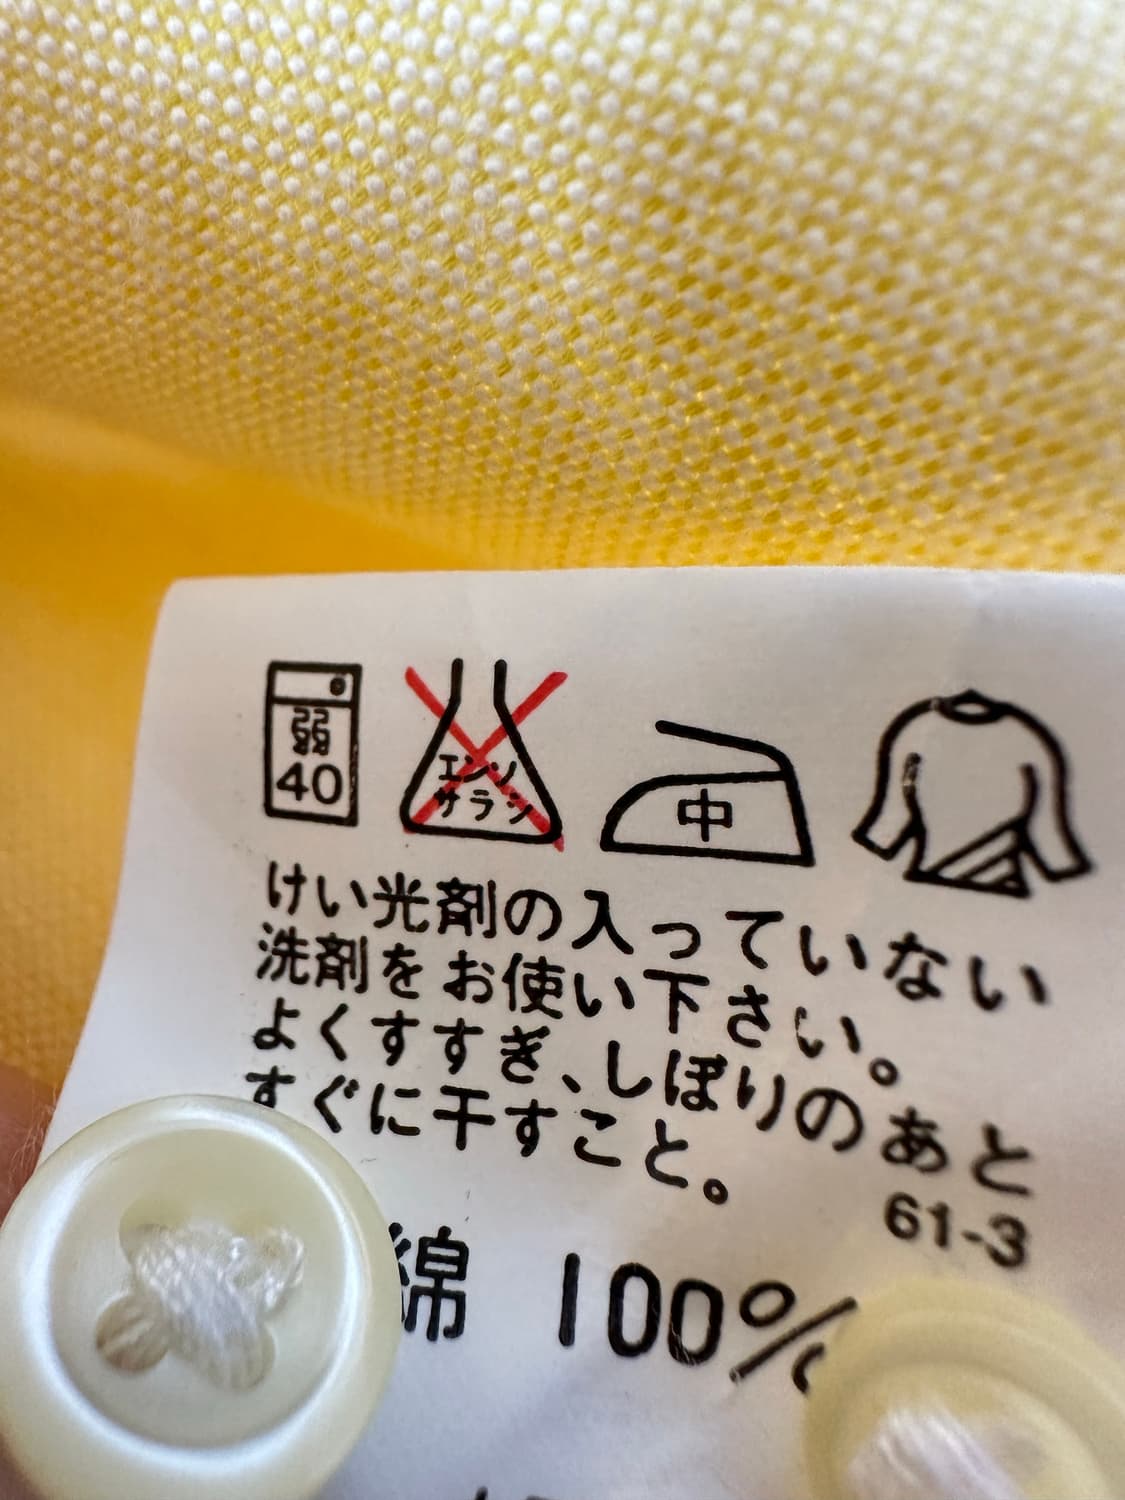 弱
40
エンソ
サラシ
中
けい光剤の入っていない
洗剤をお使い下さい。
よくすすぎ、しぼりのあと
すぐに干すこと。
61-3
綿 100%